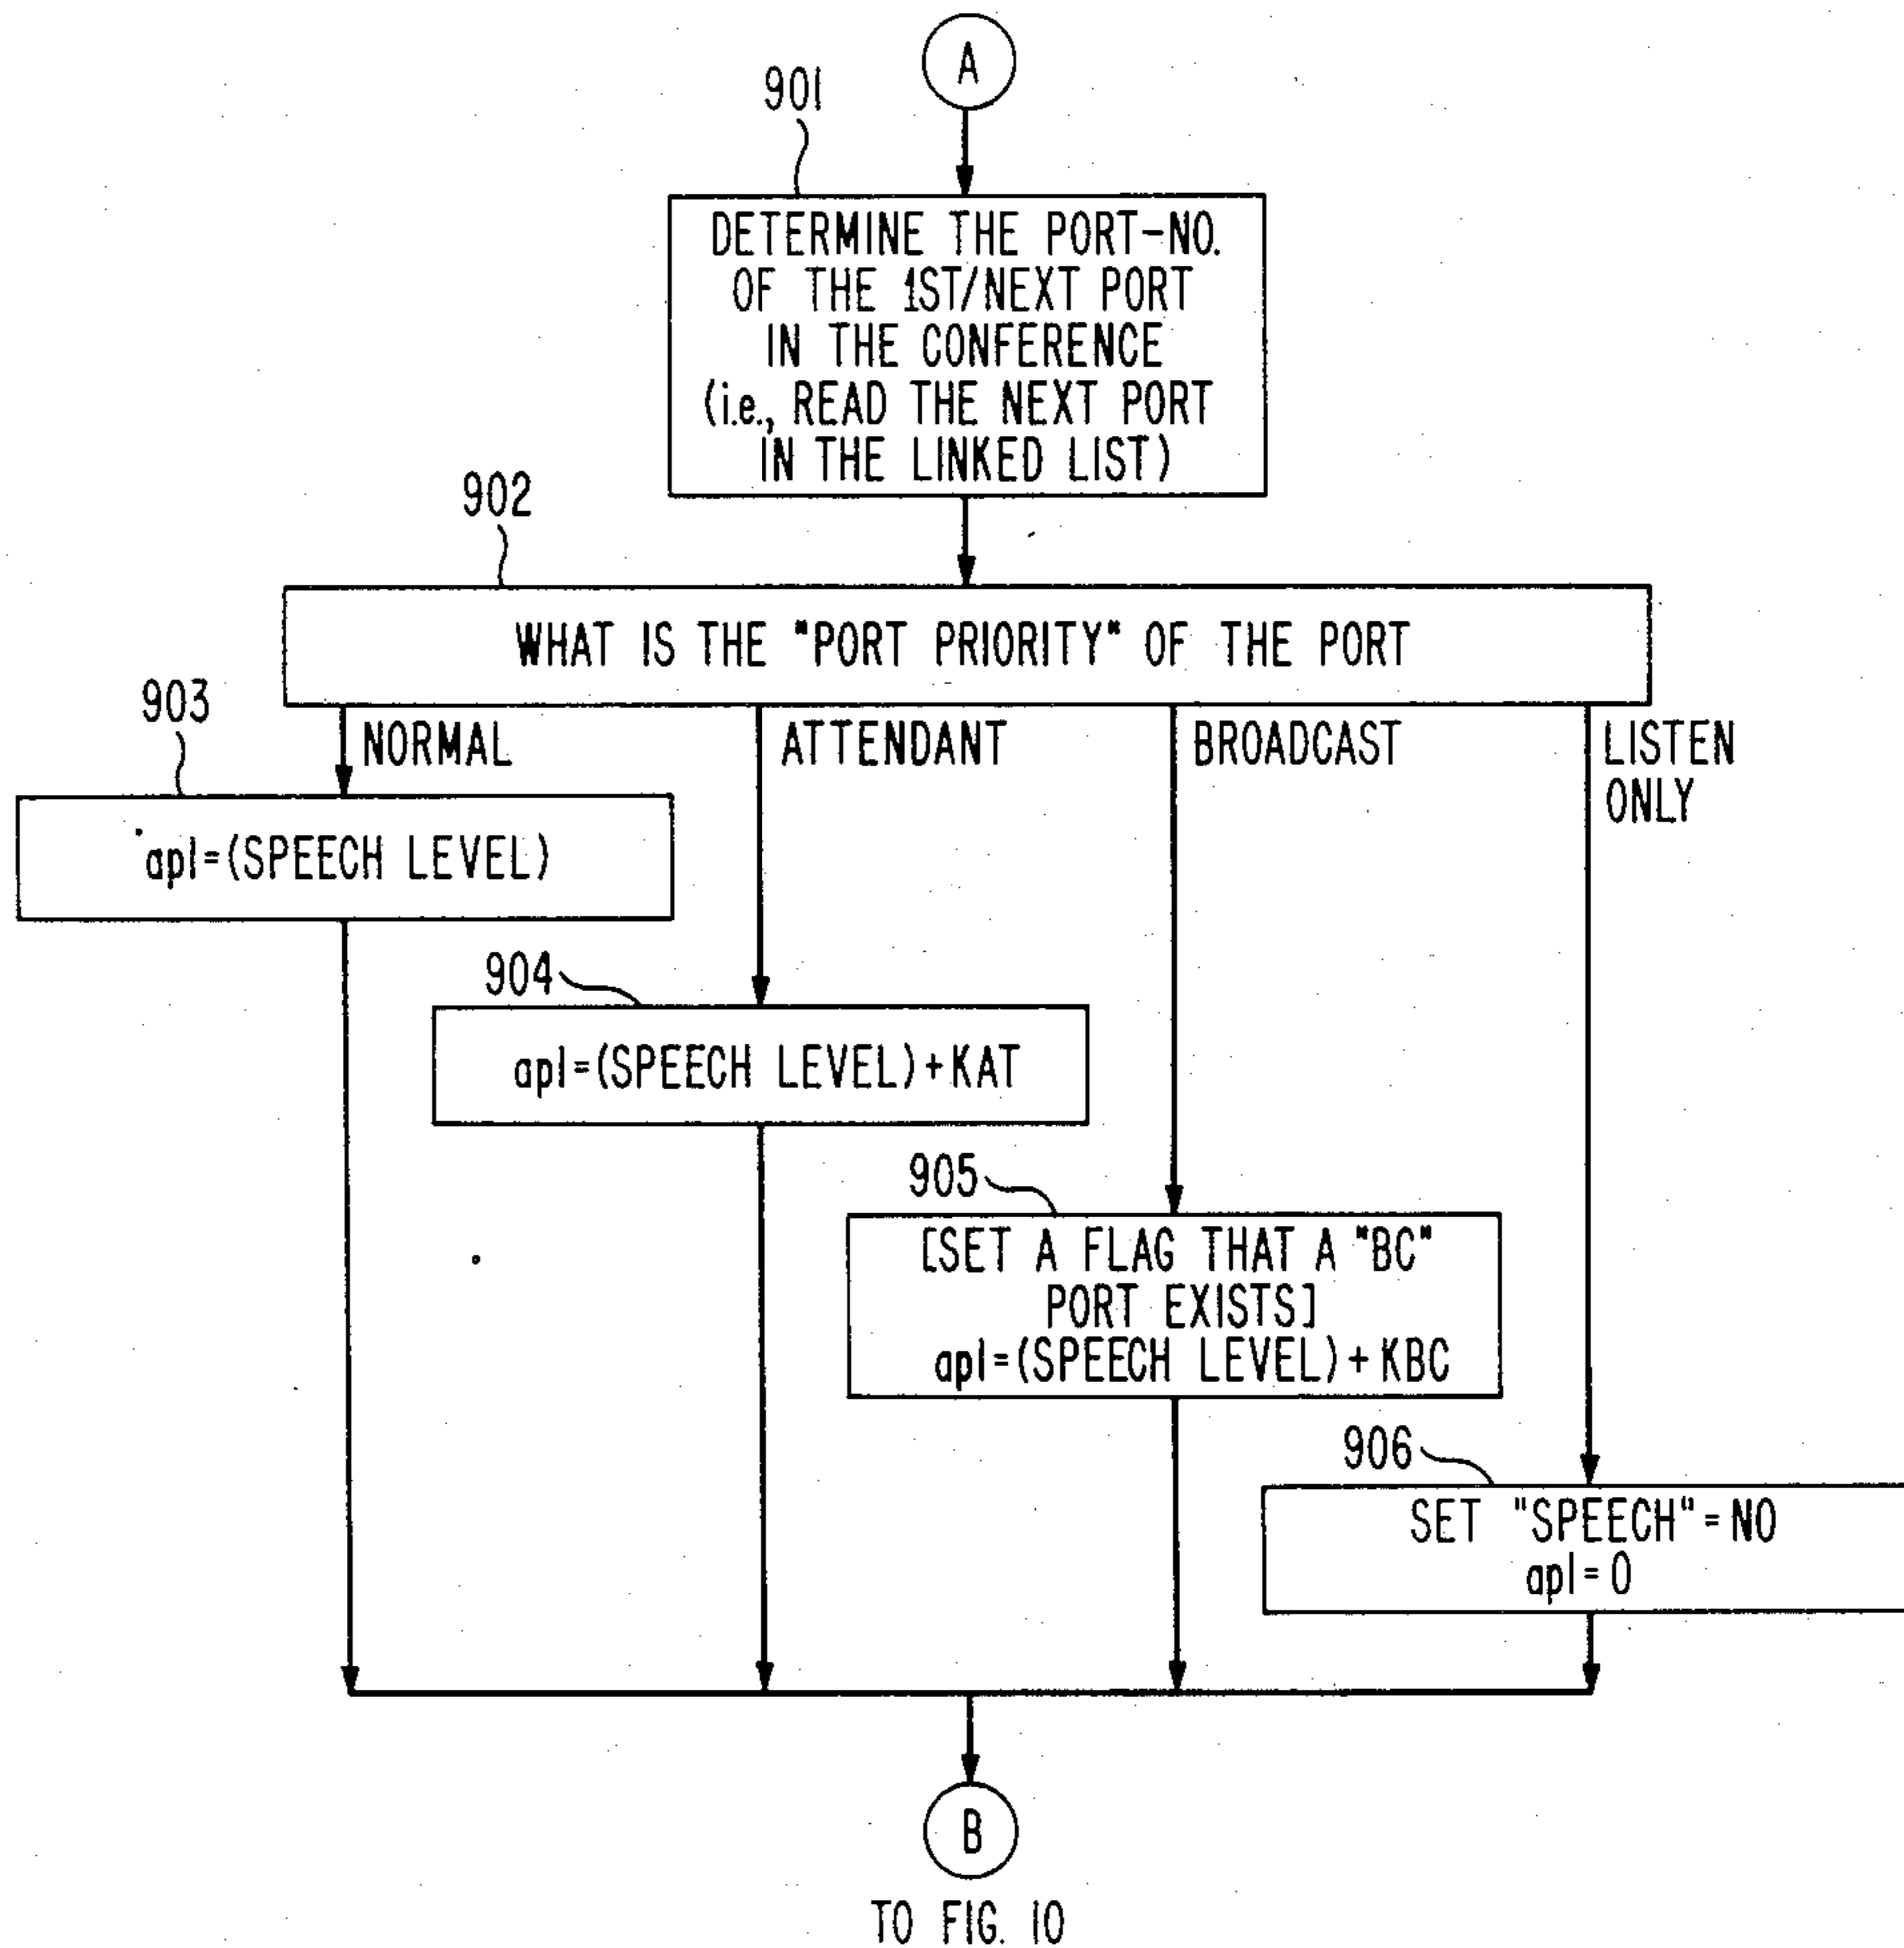 A
901
DETERMINE THE PORT-NO.
OF THE 1ST/NEXT PORT
IN THE CONFERENCE
(i.e., READ THE NEXT PORT
IN THE LINKED LIST)
902
WHAT IS THE "PORT PRIORITY" OF THE PORT
903
NORMAL
ATTENDANT
BROADCAST
LISTEN
ONLY
apl=(SPEECH LEVEL)
904
apl=(SPEECH LEVEL)+KAT
905
[SET A FLAG THAT A "BC"
PORT EXISTS]
apl=(SPEECH LEVEL)+KBC
906
SET "SPEECH"=NO
apl=0
B
TO FIG. 10